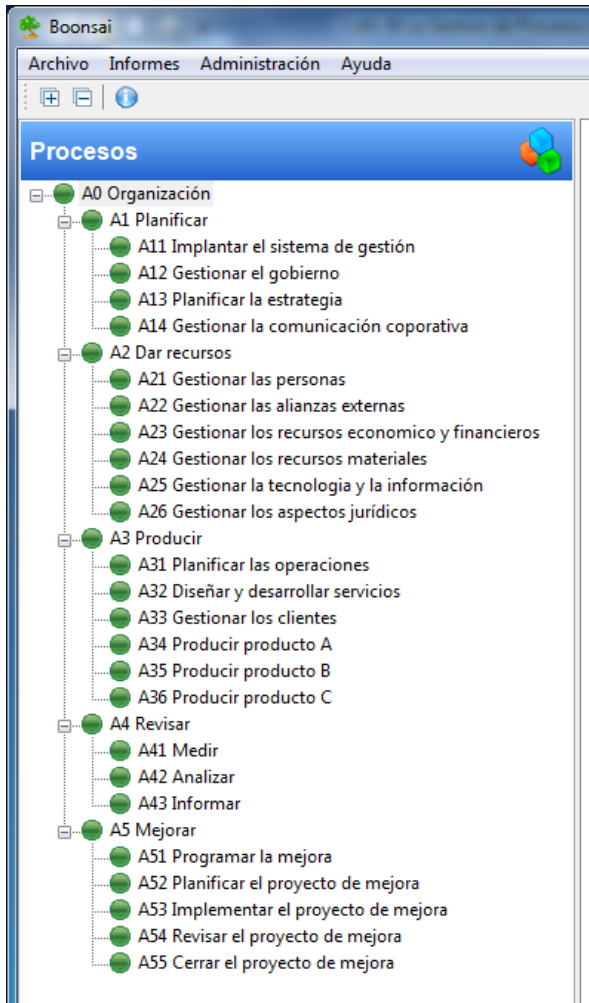 Boonsai
Archivo Informes Administración Ayuda
Procesos
A0 Organización
A1 Planificar
A11 Implantar el sistema de gestión
A12 Gestionar el gobierno
A13 Planificar la estrategia
A14 Gestionar la comunicación coporativa
A2 Dar recursos
A21 Gestionar las personas
A22 Gestionar las alianzas externas
A23 Gestionar los recursos economico y financieros
A24 Gestionar los recursos materiales
A25 Gestionar la tecnologia y la información
A26 Gestionar los aspectos jurídicos
A3 Producir
A31 Planificar las operaciones
A32 Diseñar y desarrollar servicios
A33 Gestionar los clientes
A34 Producir producto A
A35 Producir producto B
A36 Producir producto C
A4 Revisar
A41 Medir
A42 Analizar
A43 Informar
A5 Mejorar
A51 Programar la mejora
A52 Planificar el proyecto de mejora
A53 Implementar el proyecto de mejora
A54 Revisar el proyecto de mejora
A55 Cerrar el proyecto de mejora